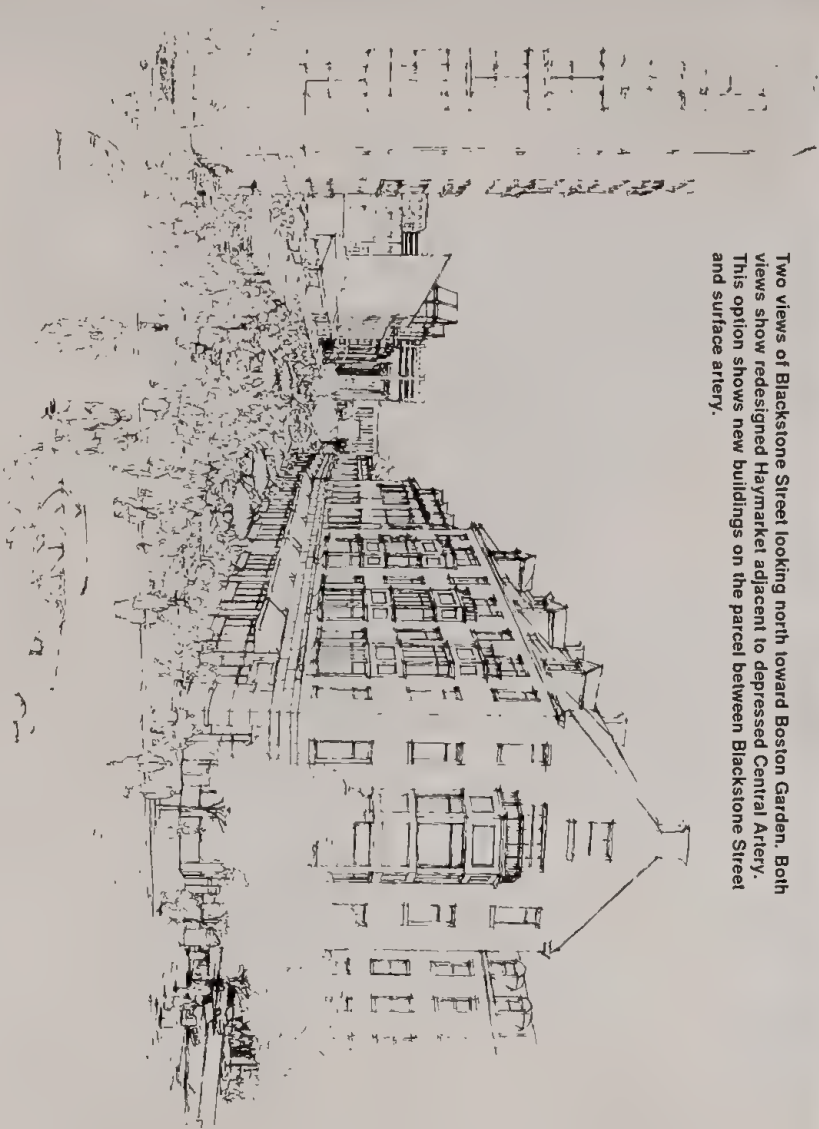 Two views of Blackstone Street looking north toward Boston Garden. Both
views show redesigned Haymarket adjacent to depressed Central Artery.
This option shows new buildings on the parcel between Blackstone Street
and surface artery.